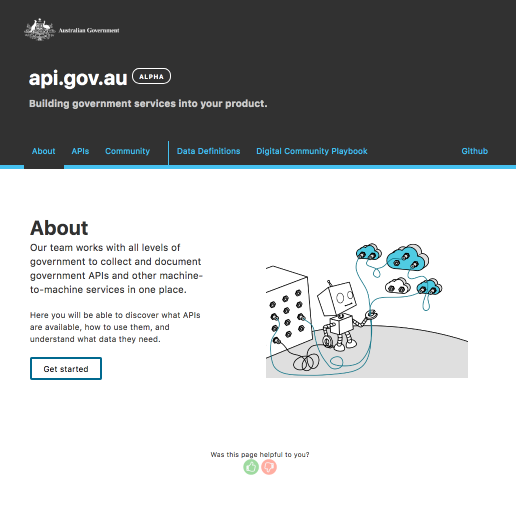 Australian Government
api.gov.au ALPHA
Building government services into your product.
About APIs Community Data Definitions Digital Community Playbook Github
About
Our team works with all levels of
government to collect and document
government APIs and other machine-
to-machine services in one place.
Here you will be able to discover what APIs
are available, how to use them, and
understand what data they need.
Get started
Was this page helpful to you?